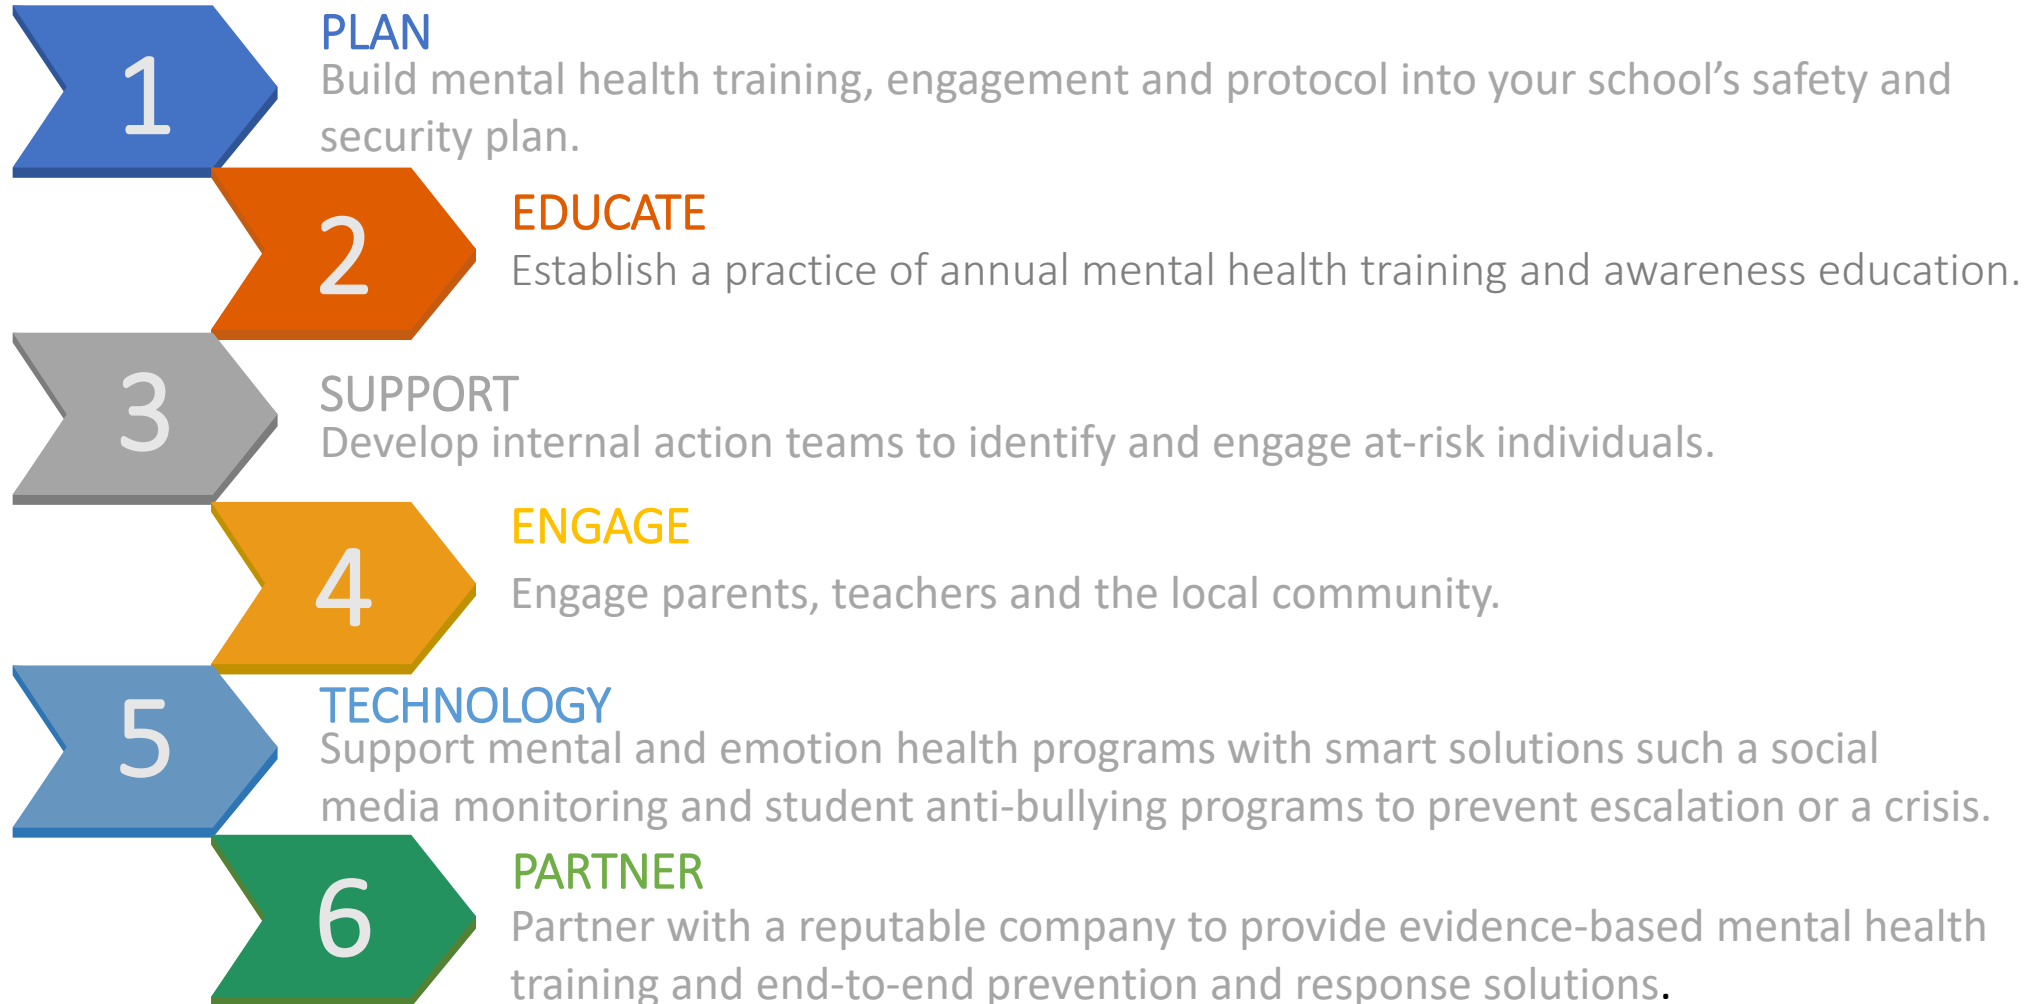 1
PLAN
Build mental health training, engagement and protocol into your school’s safety and
security plan.
2
EDUCATE
Establish a practice of annual mental health training and awareness education.
3
SUPPORT
Develop internal action teams to identify and engage at-risk individuals.
4
ENGAGE
Engage parents, teachers and the local community.
5
TECHNOLOGY
Support mental and emotion health programs with smart solutions such a social
media monitoring and student anti-bullying programs to prevent escalation or a crisis.
6
PARTNER
Partner with a reputable company to provide evidence-based mental health
training and end-to-end prevention and response solutions.